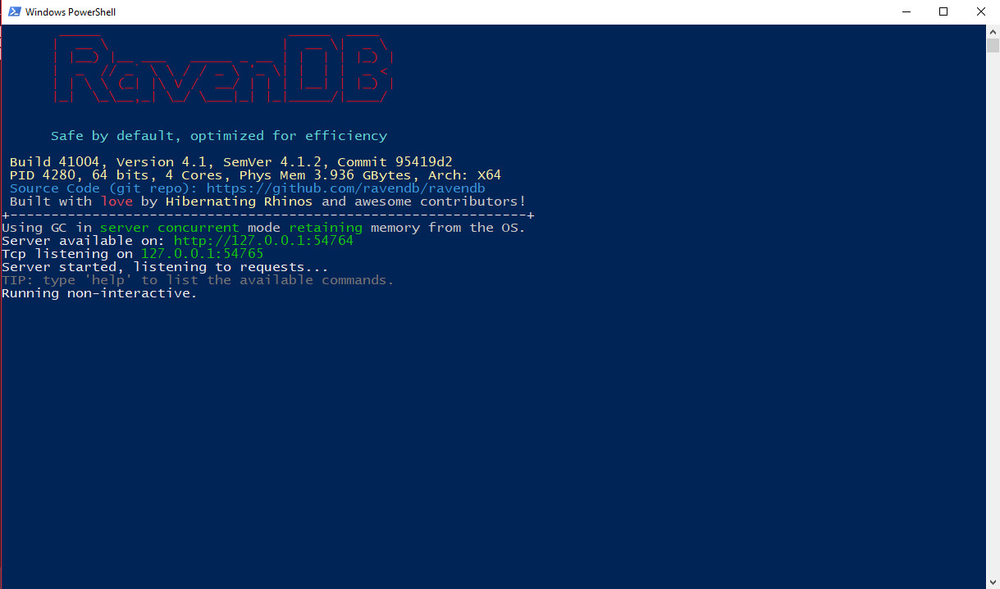 Windows PowerShell
RavenDB
Safe by default, optimized for efficiency
Build 41004, Version 4.1, SemVer 4.1.2, Commit 95419d2
PID 4280, 64 bits, 4 Cores, Phys Mem 3.936 GBytes, Arch: X64
Source Code (git repo): https://github.com/ravendb/ravendb
Built with love by Hibernating Rhinos and awesome contributors!
+---------------------------------------------------------------+
Using GC in server concurrent mode retaining memory from the OS.
Server available on: http://127.0.0.1:54764
Tcp listening on 127.0.0.1:54765
Server started, listening to requests...
TIP: type 'help' to list the available commands.
Running non-interactive.